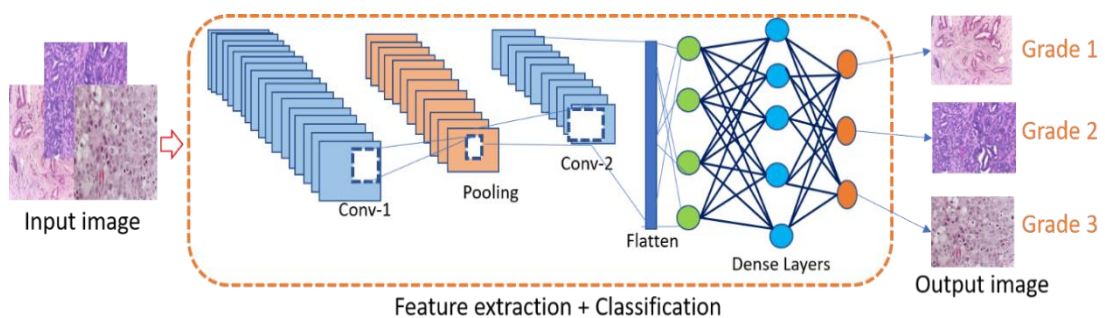 Input image
Conv-1
Pooling
Conv-2
Flatten
Dense Layers
Feature extraction + Classification
Grade 1
Grade 2
Grade 3
Output image